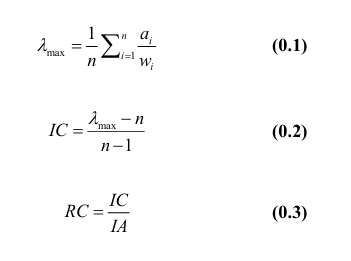 λ_max = 1/n ∑_{i=1}^{n} a_i/w_i (0.1)
IC = (λ_max − n)/(n − 1) (0.2)
RC = IC/IA (0.3)